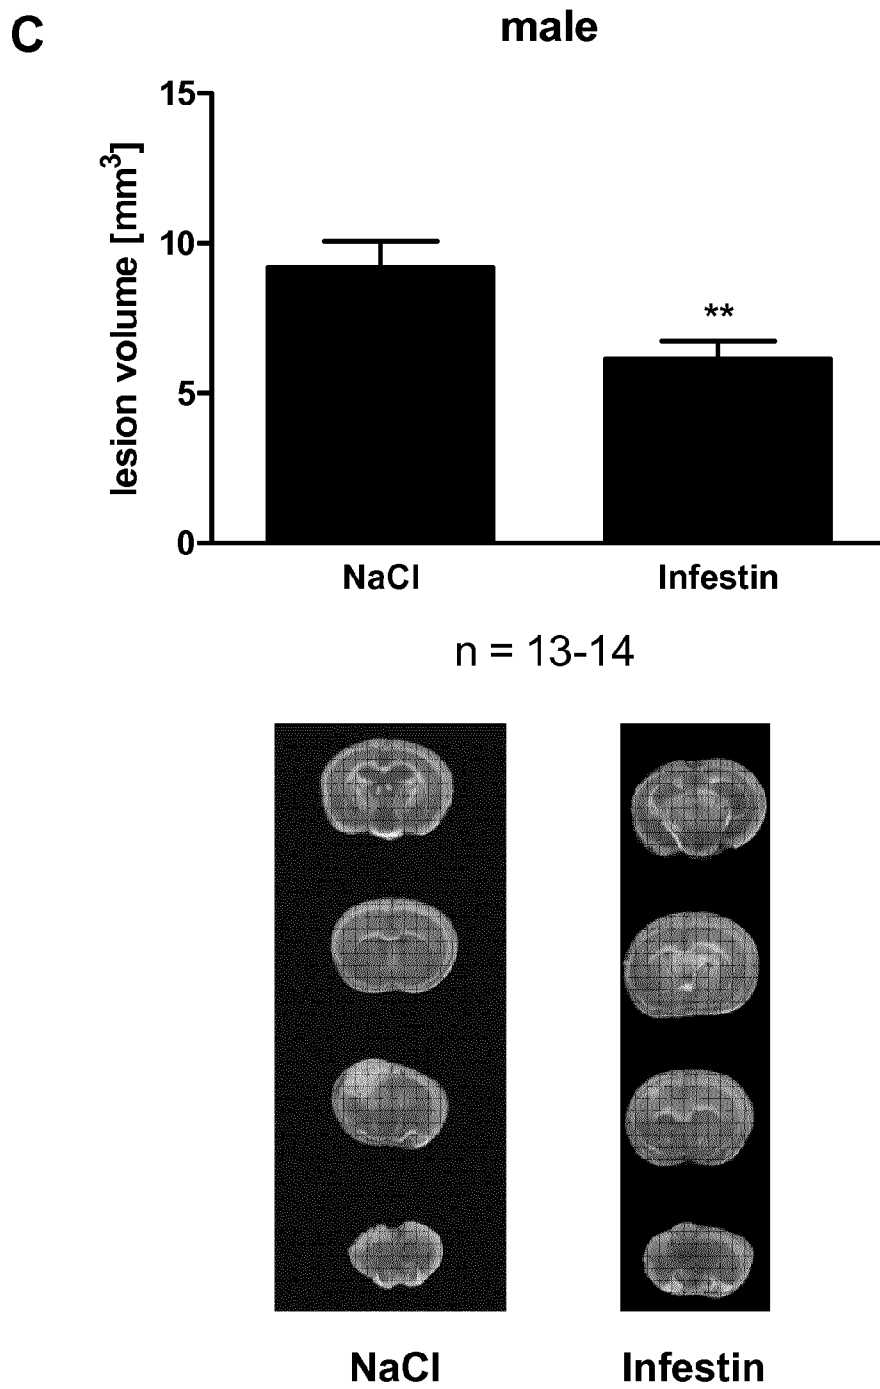 C
male
15
10
5
0
lesion volume [mm³]
**
NaCl Infestin
n = 13-14
NaCl Infestin